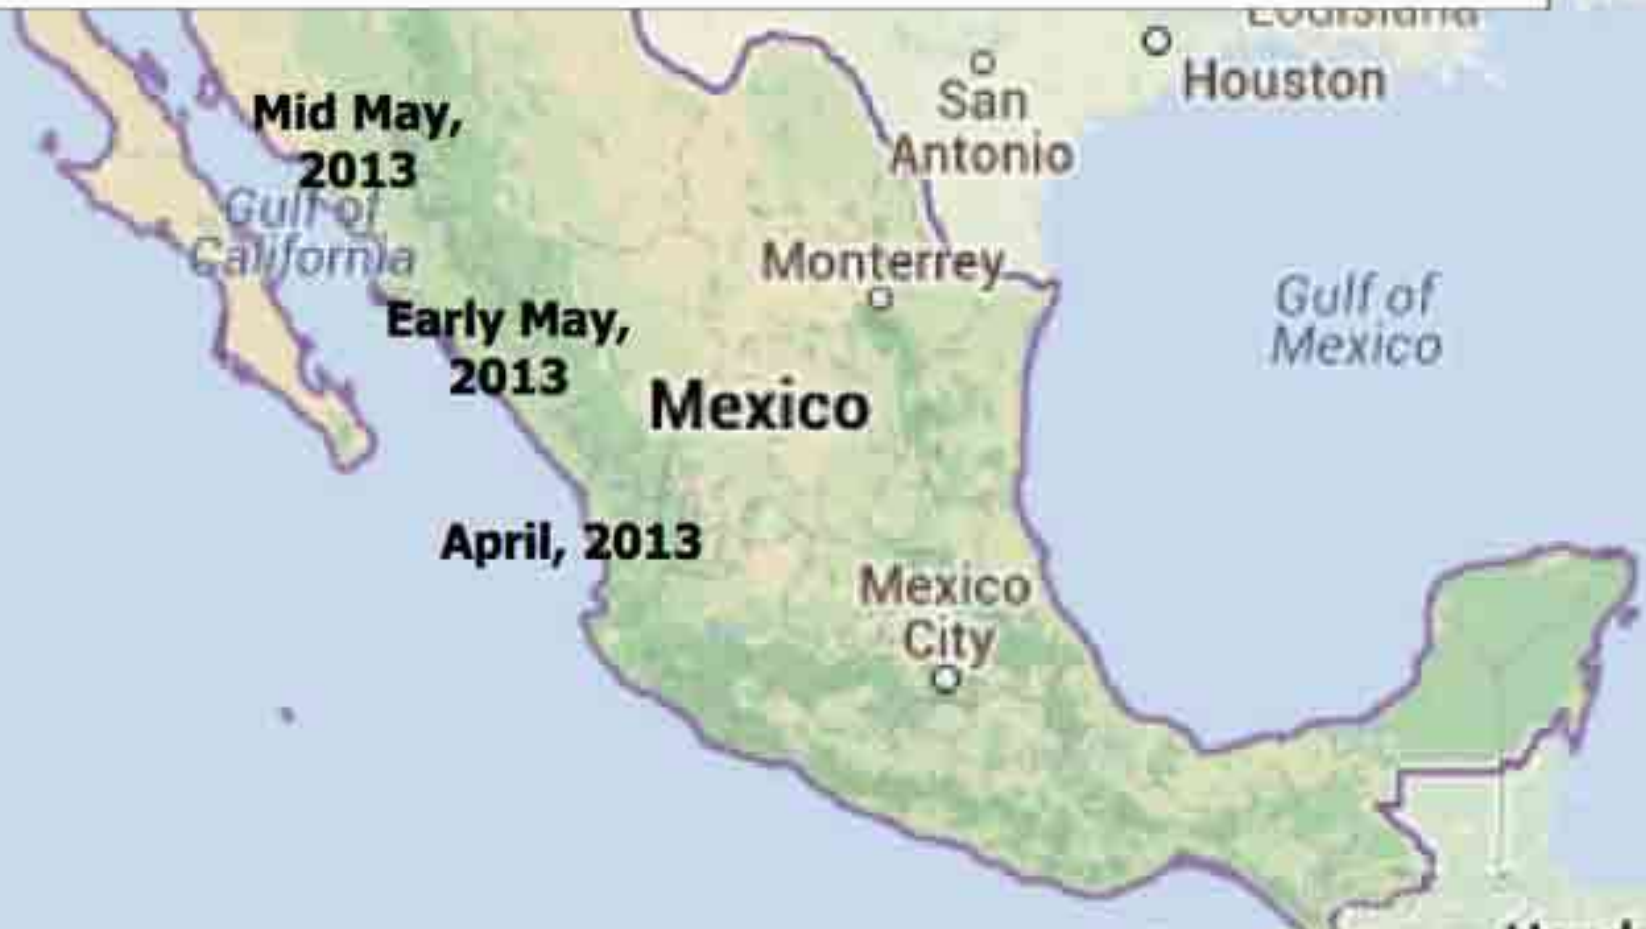 Louisiana
Houston
San
Antonio
Mid May,
2013
Gulf of
California
Monterrey
Gulf of
Mexico
Early May,
2013
Mexico
April, 2013
Mexico
City